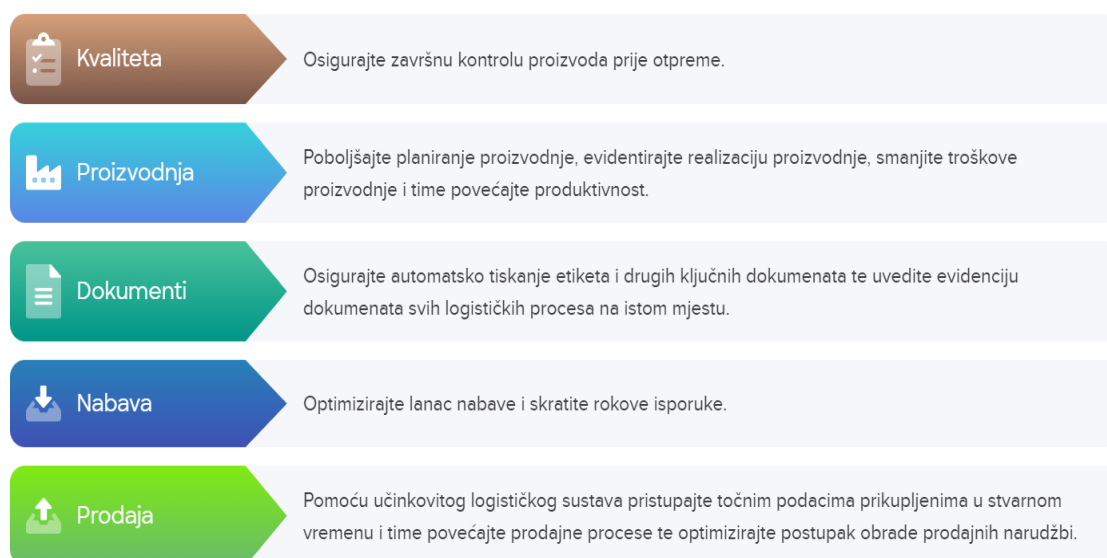 Kvaliteta
Osigurajte završnu kontrolu proizvoda prije otpreme.
Proizvodnja
Poboljšajte planiranje proizvodnje, evidentirajte realizaciju proizvodnje, smanjite troškove
proizvodnje i time povećajte produktivnost.
Dokumenti
Osigurajte automatsko tiskanje etiketa i drugih ključnih dokumenata te uvedite evidenciju
dokumenata svih logističkih procesa na istom mjestu.
Nabava
Optimizirajte lanac nabave i skratite rokove isporuke.
Prodaja
Pomoću učinkovitog logističkog sustava pristupajte točnim podacima prikupljenima u stvarnom
vremenu i time povećajte prodajne procese te optimizirajte postupak obrade prodajnih narudžbi.